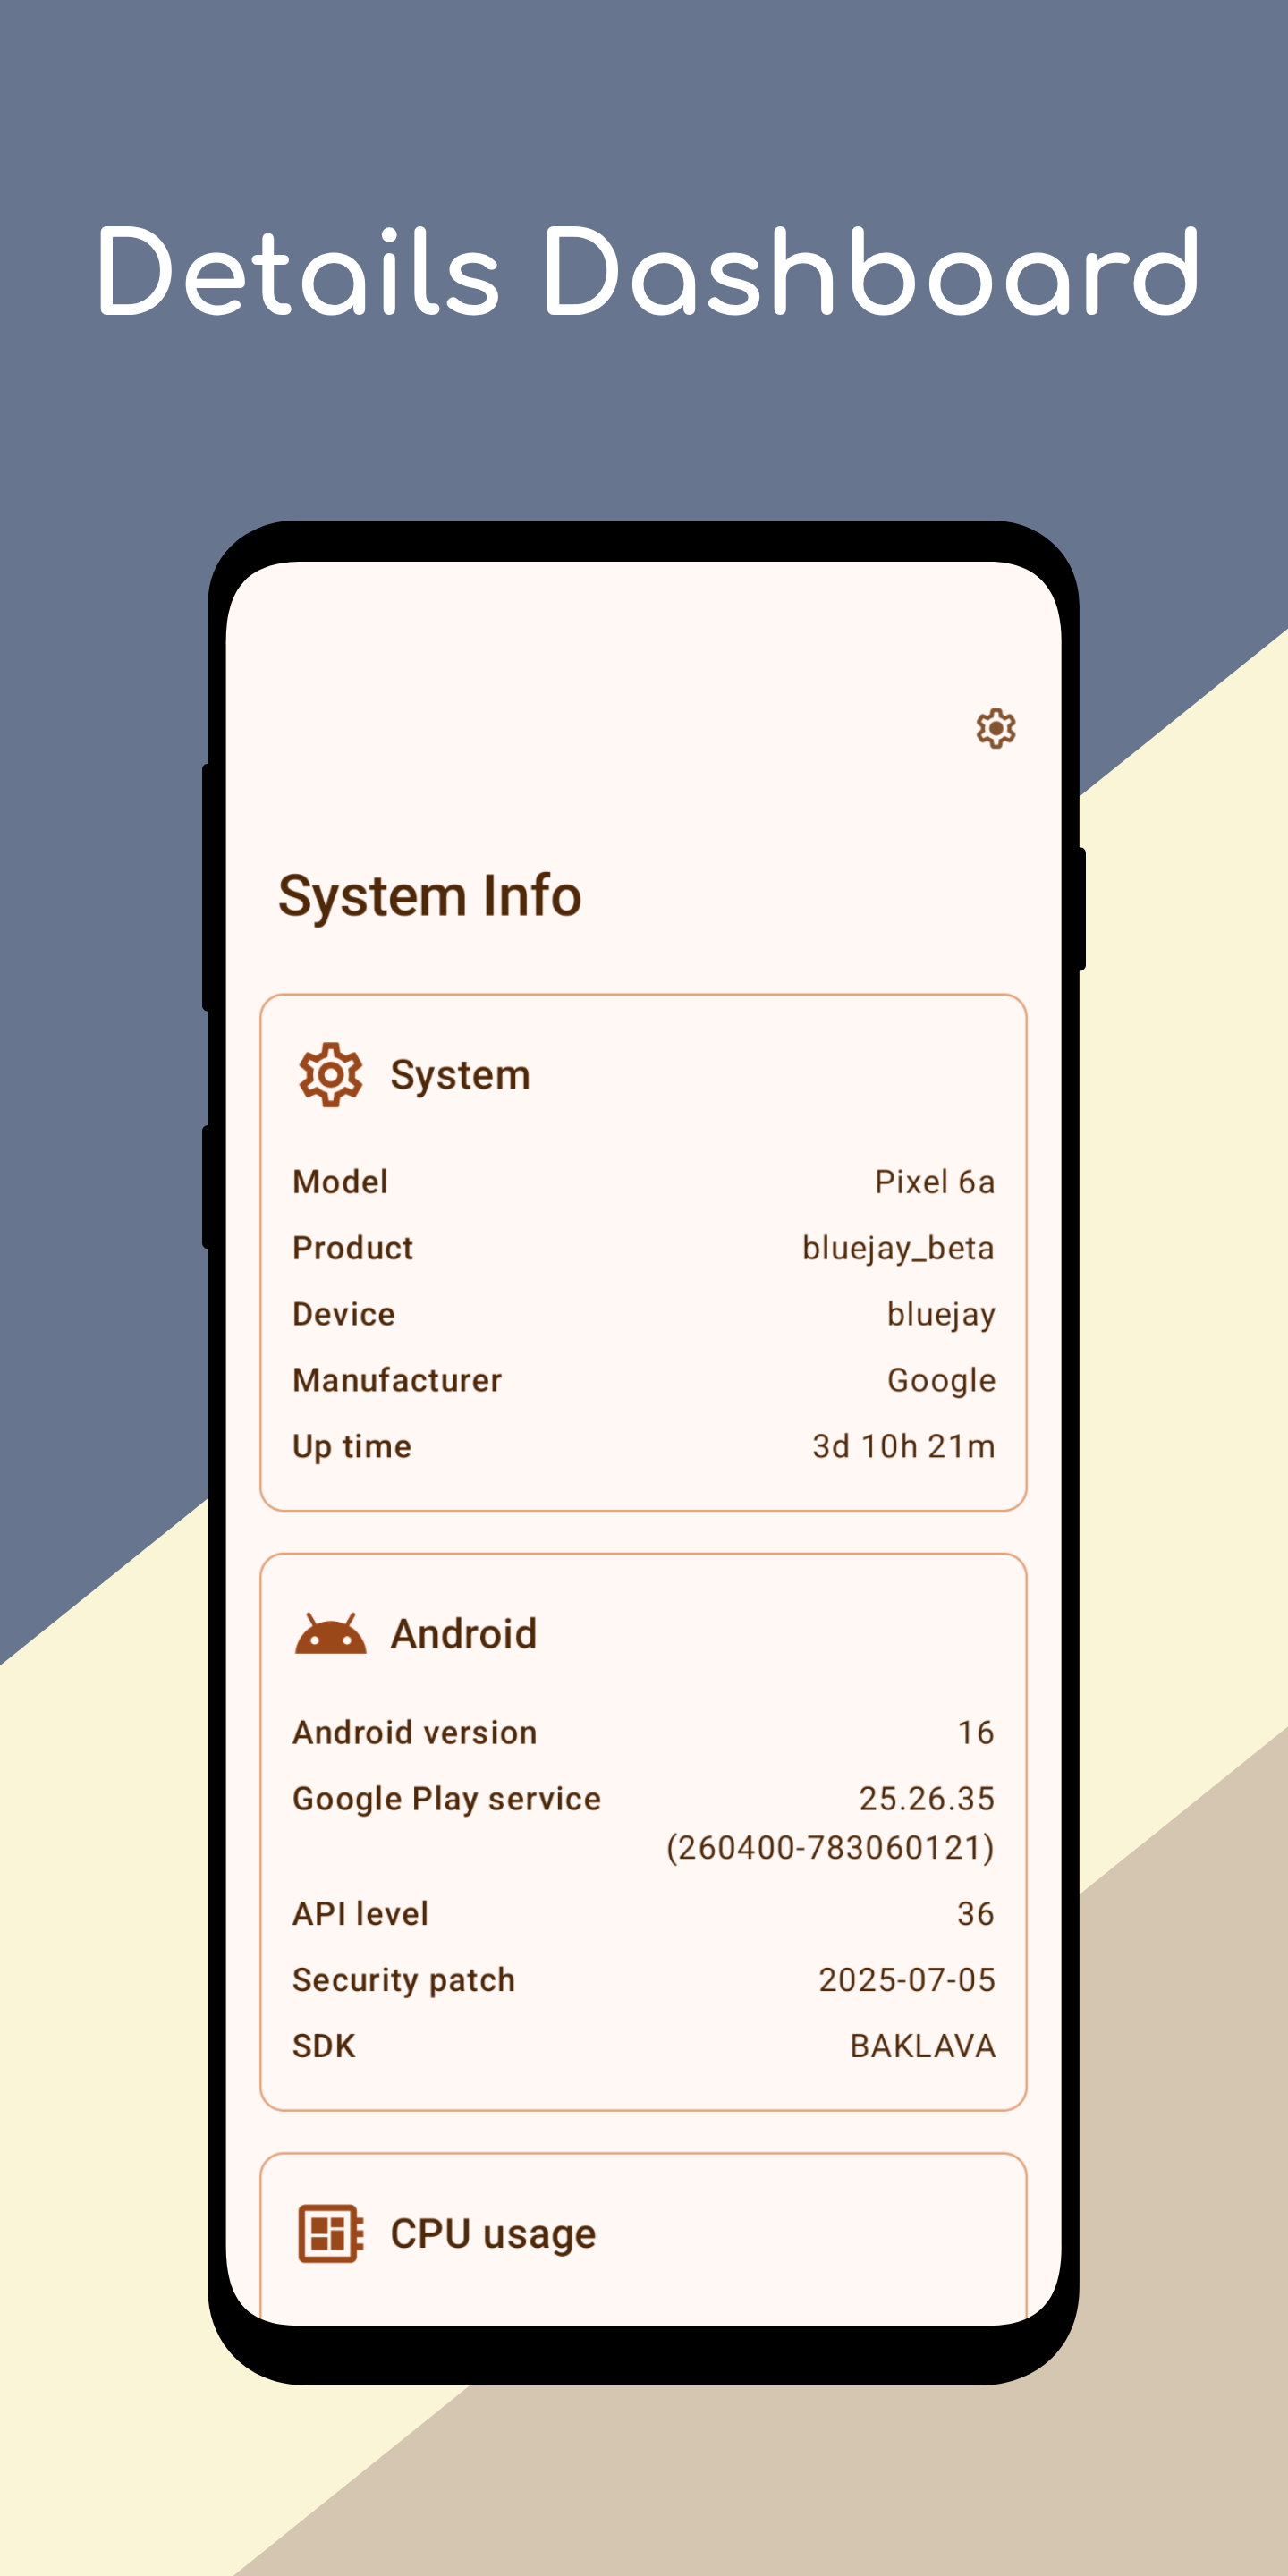 Details Dashboard
System Info
System
Model Pixel 6a
Product bluejay_beta
Device bluejay
Manufacturer Google
Up time 3d 10h 21m
Android
Android version 16
Google Play service 25.26.35
(260400-783060121)
API level 36
Security patch 2025-07-05
SDK BAKLAVA
CPU usage